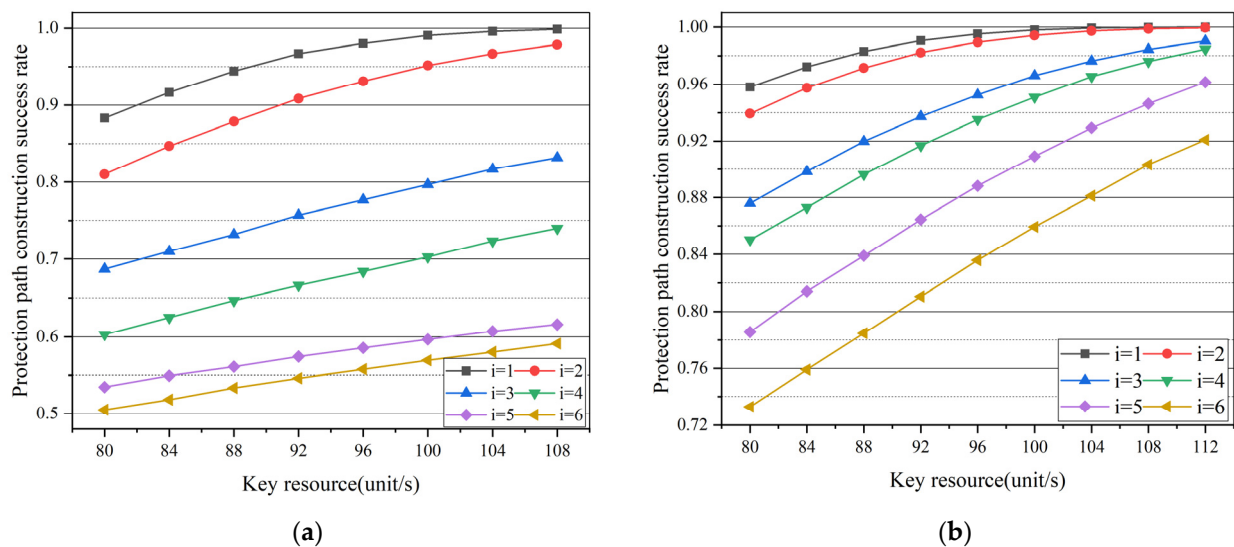 Protection path construction success rate
1.0
0.9
0.8
0.7
0.6
0.5
i=1 i=2
i=3 i=4
i=5 i=6
80 84 88 92 96 100 104 108
Key resource(unit/s)
(a)
Protection path construction success rate
1.00
0.96
0.92
0.88
0.84
0.80
0.76
0.72
i=1 i=2
i=3 i=4
i=5 i=6
80 84 88 92 96 100 104 108 112
Key resource(unit/s)
(b)